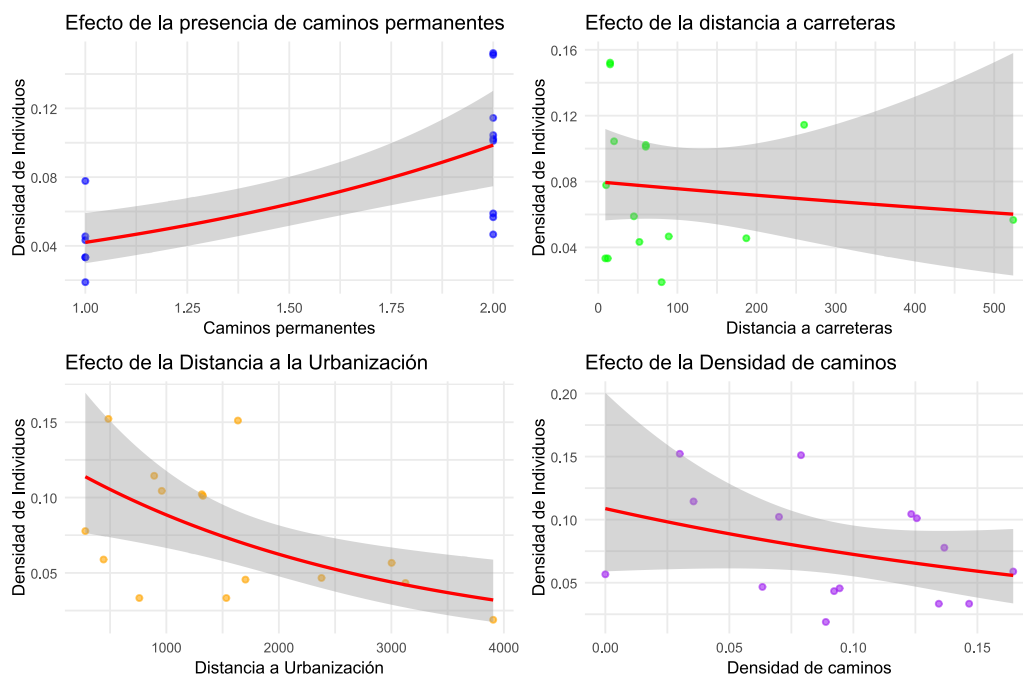 Efecto de la presencia de caminos permanentes
Densidad de Individuos
0.12
0.08
0.04
1.00 1.25 1.50 1.75 2.00
Caminos permanentes
Efecto de la distancia a carreteras
Densidad de Individuos
0.16
0.12
0.08
0.04
0 100 200 300 400 500
Distancia a carreteras
Efecto de la Distancia a la Urbanización
Densidad de Individuos
0.15
0.10
0.05
1000 2000 3000 4000
Distancia a Urbanización
Efecto de la Densidad de caminos
Densidad de Individuos
0.20
0.15
0.10
0.05
0.00 0.05 0.10 0.15
Densidad de caminos